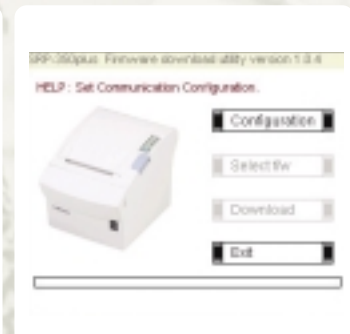 SRP-350plus Firmware download utility version 1.0.4
HELP : Set Communication Configuration.
Configuration
Select f/w
Download
Exit